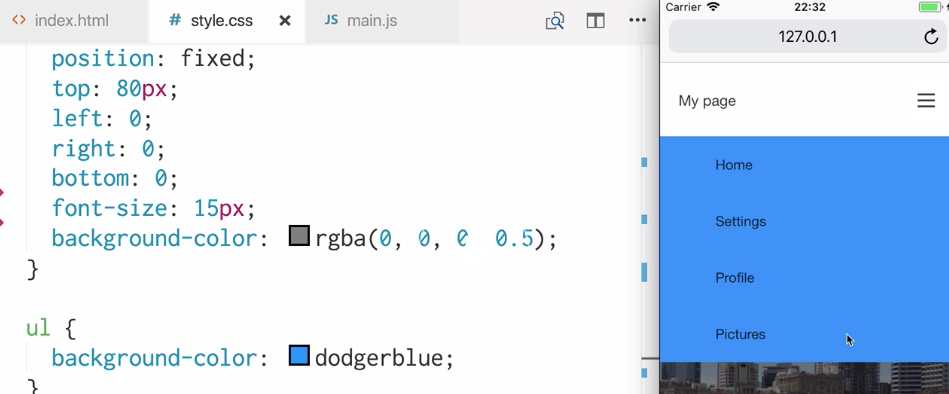 index.html
# style.css ×
JS main.js
position: fixed;
top: 80px;
left: 0;
right: 0;
bottom: 0;
font-size: 15px;
background-color: rgba(0, 0, 0.5);
}
ul {
background-color: dodgerblue;
}
Carrier 22:32
127.0.0.1
My page
Home
Settings
Profile
Pictures